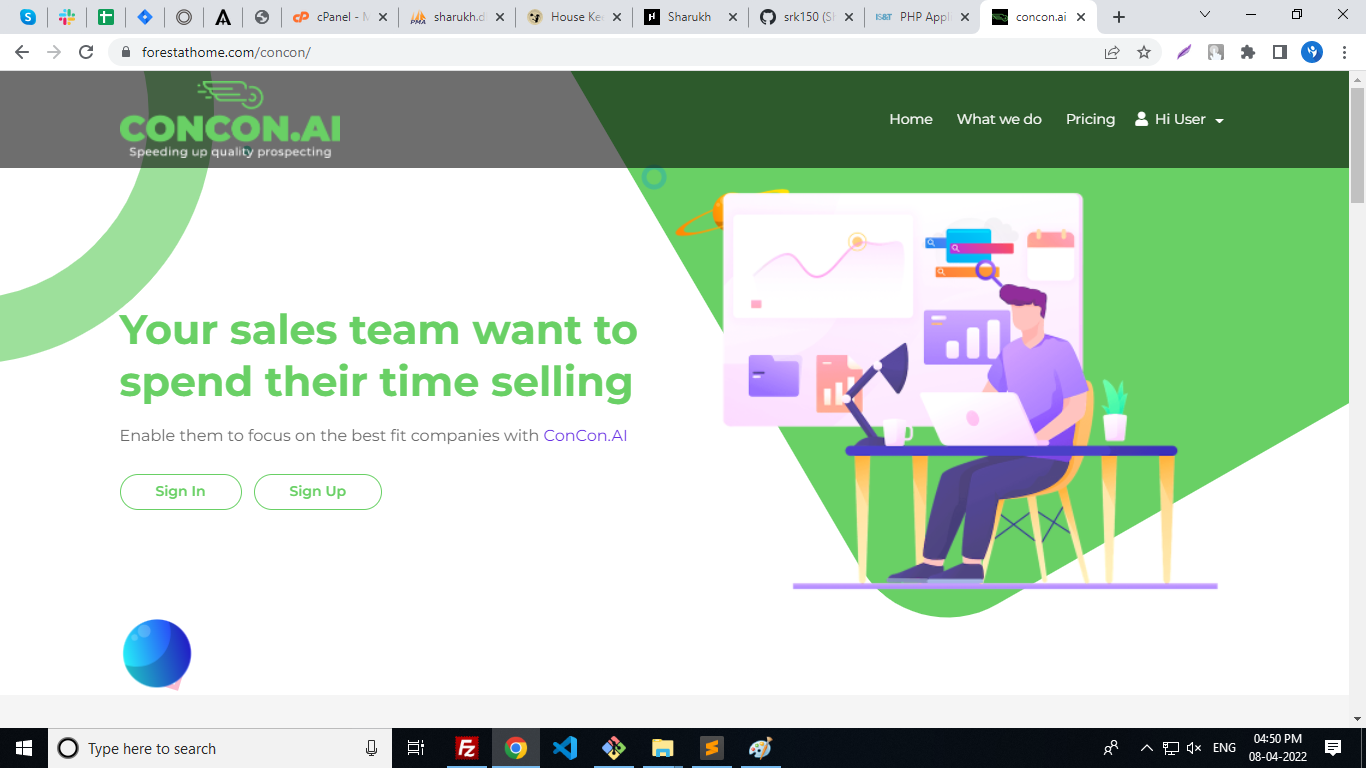 cPanel - M
sharukh.d
House Kee
Sharukh
srk150 (Sh
PHP Appl
concon.ai
forestathome.com/concon/
CONCON.AI
Speeding up quality prospecting
Home
What we do
Pricing
Hi User
Your sales team want to
spend their time selling
Enable them to focus on the best fit companies with ConCon.AI
Sign In
Sign Up
Type here to search
ENG
04:50 PM
08-04-2022